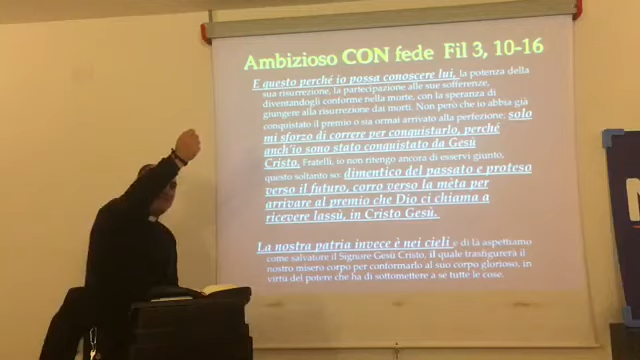 Ambizioso CON fede Fil 3, 10-16
E questo perché io possa conoscere lui, la potenza della
sua risurrezione, la partecipazione alle sue sofferenze,
diventandogli conforme nella morte, con la speranza di
giungere alla risurrezione dai morti. Non però che io abbia già
conquistato il premio o sia ormai arrivato alla perfezione; solo
mi sforzo di correre per conquistarlo, perché
anch'io sono stato conquistato da Gesù
Cristo. Fratelli, io non ritengo ancora di esservi giunto,
questo soltanto so: dimentico del passato e proteso
verso il futuro, corro verso la mèta per
arrivare al premio che Dio ci chiama a
ricevere lassù, in Cristo Gesù.
La nostra patria invece è nei cieli e di là aspettiamo
come salvatore il Signore Gesù Cristo, il quale trasfigurerà il
nostro misero corpo per conformarlo al suo corpo glorioso, in
virtù del potere che ha di sottomettere a sé tutte le cose.